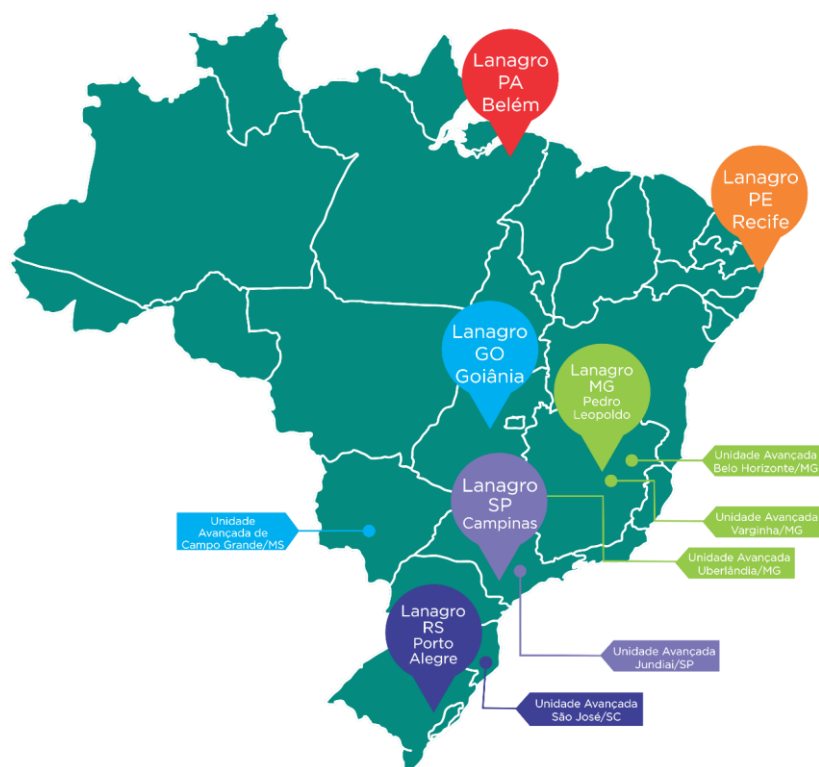 Lanagro
PA
Belém
Lanagro
PE
Recife
Lanagro
GO
Goiânia
Lanagro
MG
Pedro
Leopoldo
Unidade Avançada
Belo Horizonte/MG
Lanagro
SP
Campinas
Unidade
Avançada de
Campo Grande/MS
Unidade Avançada
Varginha/MG
Unidade Avançada
Uberlândia/MG
Lanagro
RS
Porto
Alegre
Unidade Avançada
Jundiai/SP
Unidade Avançada
São José/SC